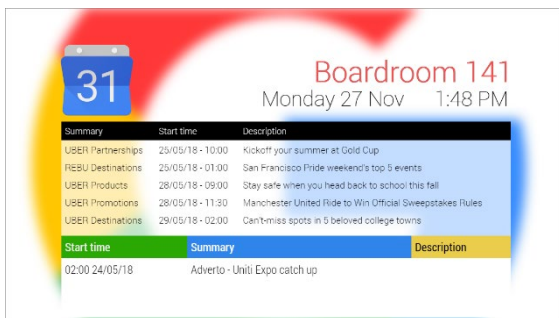 31
Boardroom 141
Monday 27 Nov 1:48 PM
Summary Start time Description
UBER Partnerships 25/05/18 - 10:00 Kickoff your summer at Gold Cup
REBU Destinations 25/05/18 - 01:00 San Francisco Pride weekend's top 5 events
UBER Products 28/05/18 - 09:00 Stay safe when you head back to school this fall
UBER Promotions 28/05/18 - 11:30 Manchester United Ride to Win Official Sweepstakes Rules
UBER Destinations 29/05/18 - 02:00 Can't-miss spots in 5 beloved college towns
Start time Summary Description
02:00 24/05/18 Adverto - Uniti Expo catch up